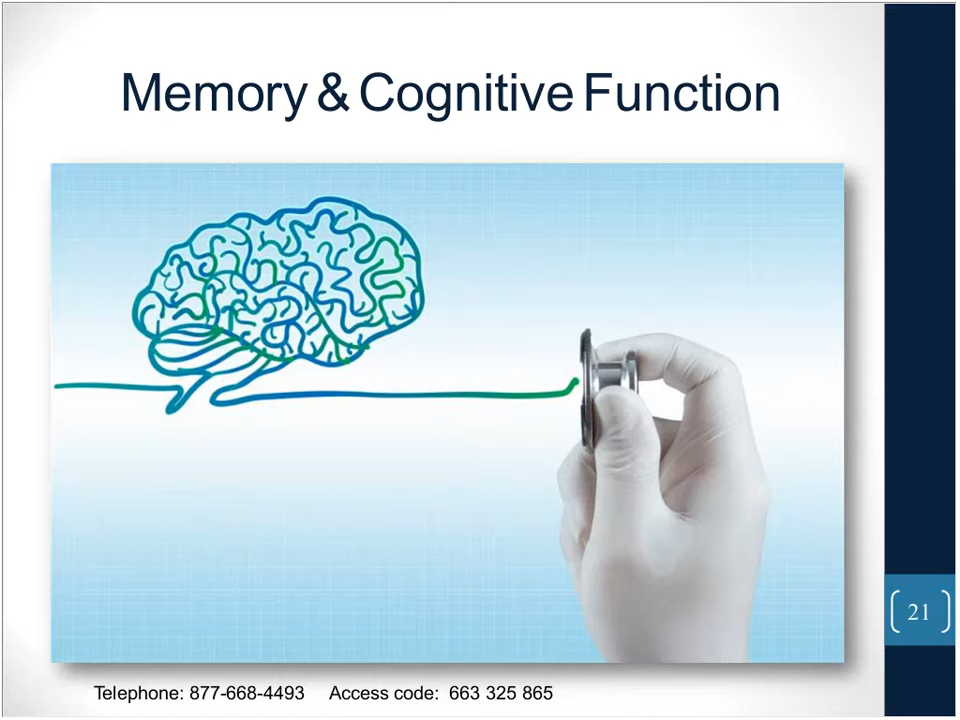 Memory & Cognitive Function
21
Telephone: 877-668-4493 Access code: 663 325 865